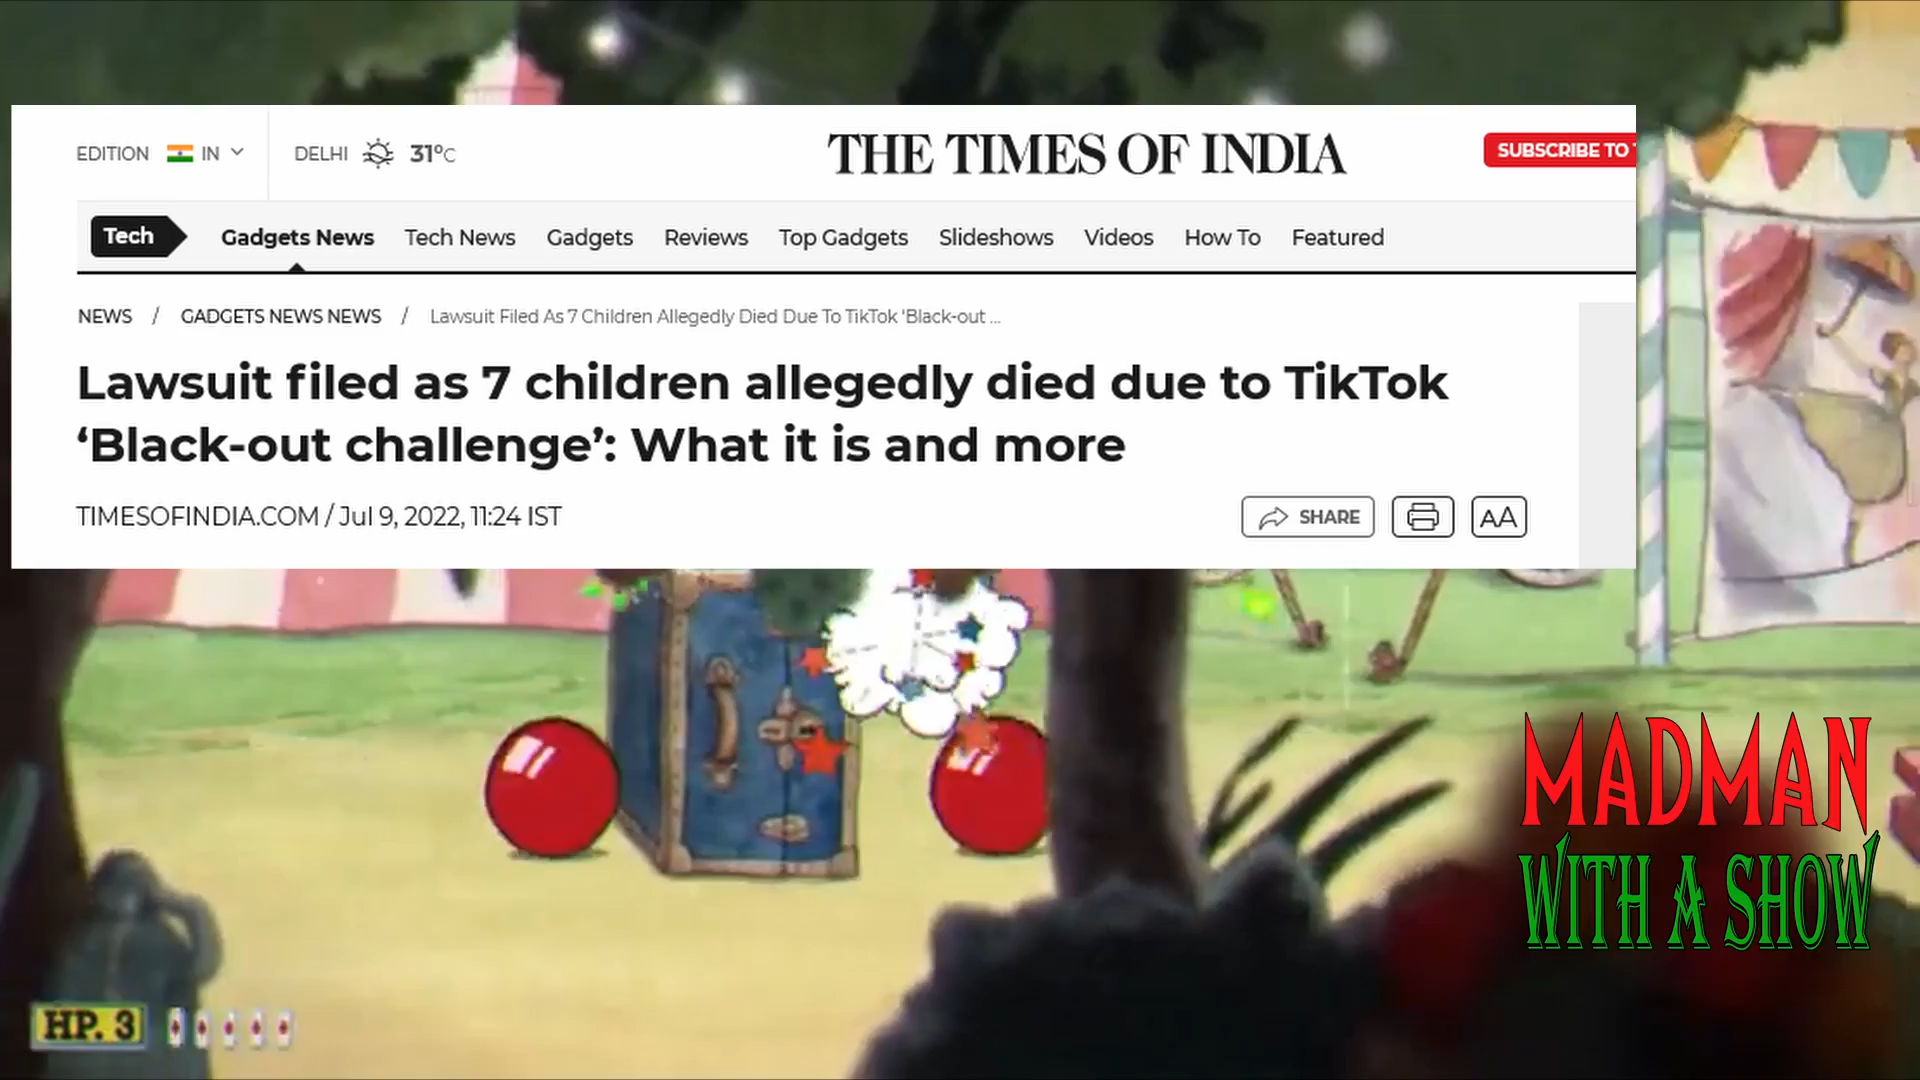 EDITION IN
DELHI 31°C
THE TIMES OF INDIA
SUBSCRIBE TO
Tech
Gadgets News Tech News Gadgets Reviews Top Gadgets Slideshows Videos How To Featured
NEWS / GADGETS NEWS NEWS / Lawsuit Filed As 7 Children Allegedly Died Due To TikTok 'Black-out ...
Lawsuit filed as 7 children allegedly died due to TikTok
‘Black-out challenge’: What it is and more
TIMESOFINDIA.COM / Jul 9, 2022, 11:24 IST
SHARE
AA
MADMAN
WITH A SHOW
HP. 3